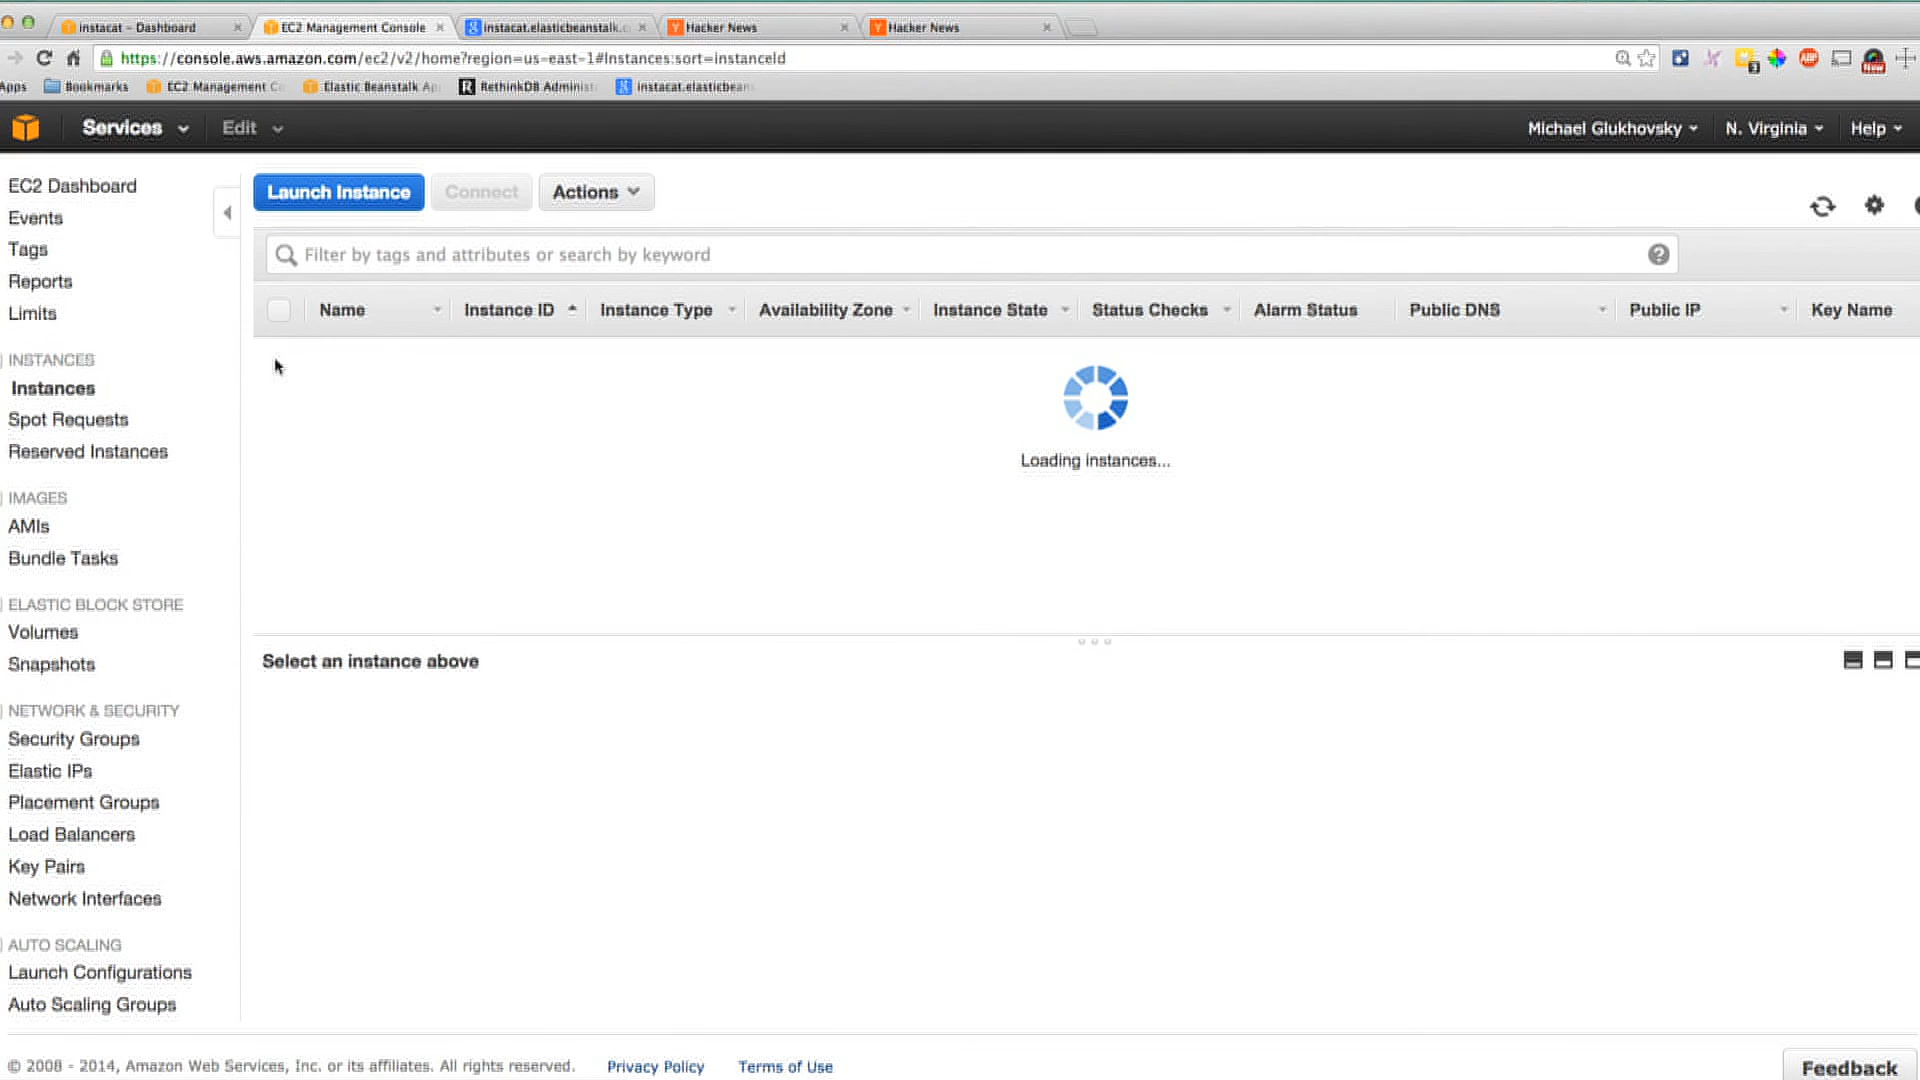 instacat - Dashboard
EC2 Management Console
instacat.elasticbeanstalk.c
Hacker News
Hacker News
https://console.aws.amazon.com/ec2/v2/home?region=us-east-1#Instances:sort=instanceId
Apps
Bookmarks
EC2 Management Co
Elastic Beanstalk Ap
RethinkDB Administ
instacat.elasticbean
Services
Edit
Michael Glukhovsky
N. Virginia
Help
EC2 Dashboard
Events
Tags
Reports
Limits
INSTANCES
Instances
Spot Requests
Reserved Instances
IMAGES
AMIs
Bundle Tasks
ELASTIC BLOCK STORE
Volumes
Snapshots
NETWORK & SECURITY
Security Groups
Elastic IPs
Placement Groups
Load Balancers
Key Pairs
Network Interfaces
AUTO SCALING
Launch Configurations
Auto Scaling Groups
Launch Instance
Connect
Actions
Filter by tags and attributes or search by keyword
Name
Instance ID
Instance Type
Availability Zone
Instance State
Status Checks
Alarm Status
Public DNS
Public IP
Key Name
Loading instances...
Select an instance above
© 2008 - 2014, Amazon Web Services, Inc. or its affiliates. All rights reserved.
Privacy Policy
Terms of Use
Feedback